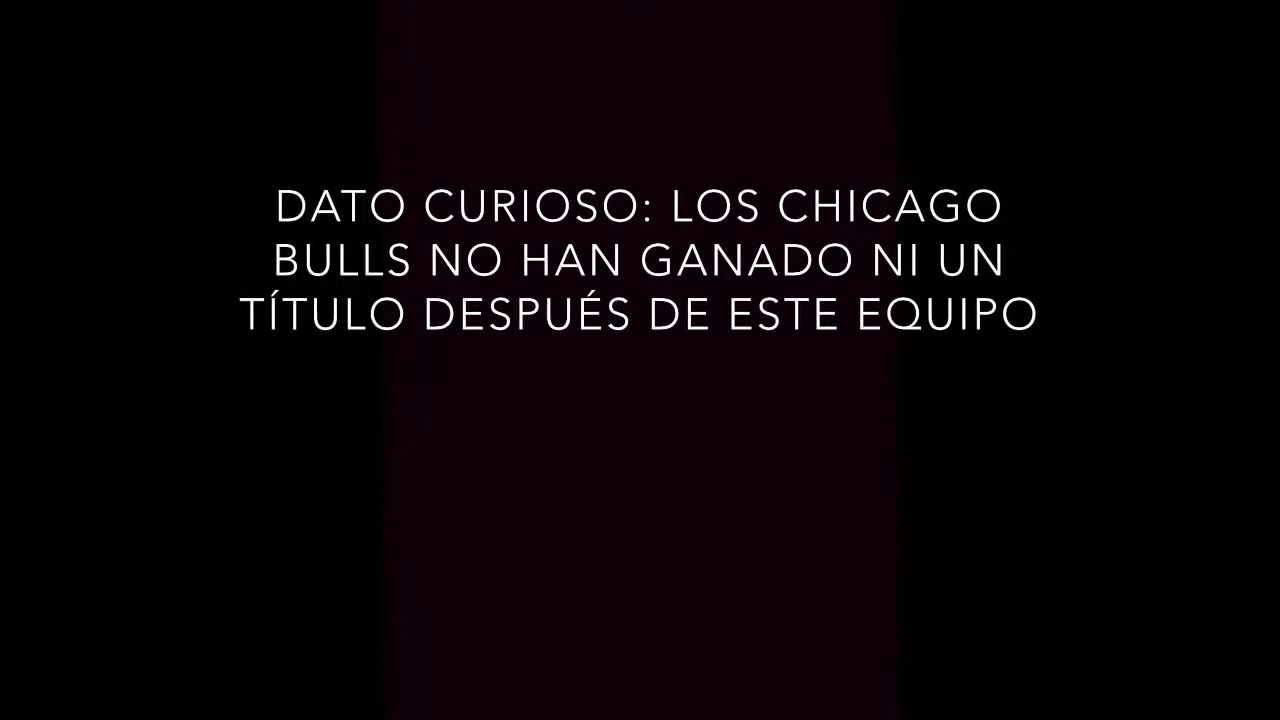 DATO CURIOSO: LOS CHICAGO
BULLS NO HAN GANADO NI UN
TÍTULO DESPUÉS DE ESTE EQUIPO